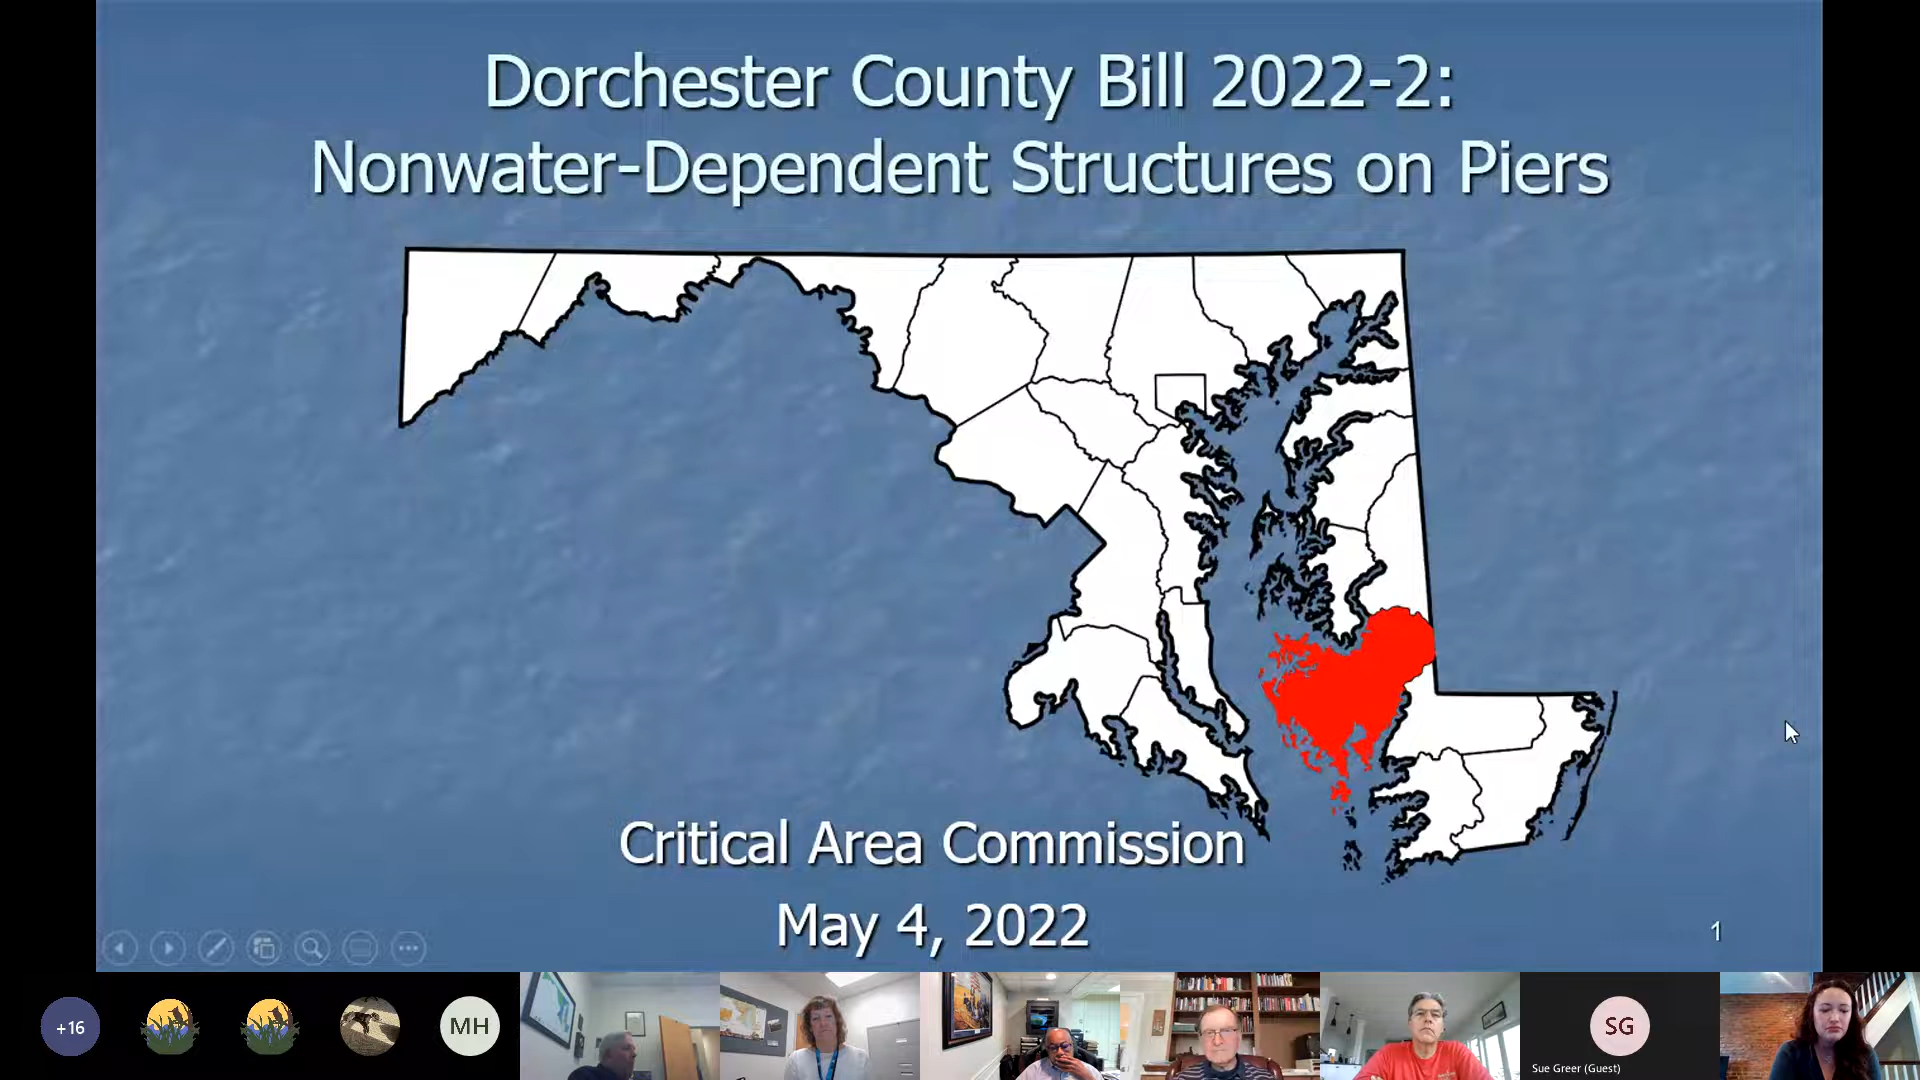 Dorchester County Bill 2022-2:
Nonwater-Dependent Structures on Piers
Critical Area Commission
May 4, 2022
1
+16
MH
SG
Sue Greer (Guest)